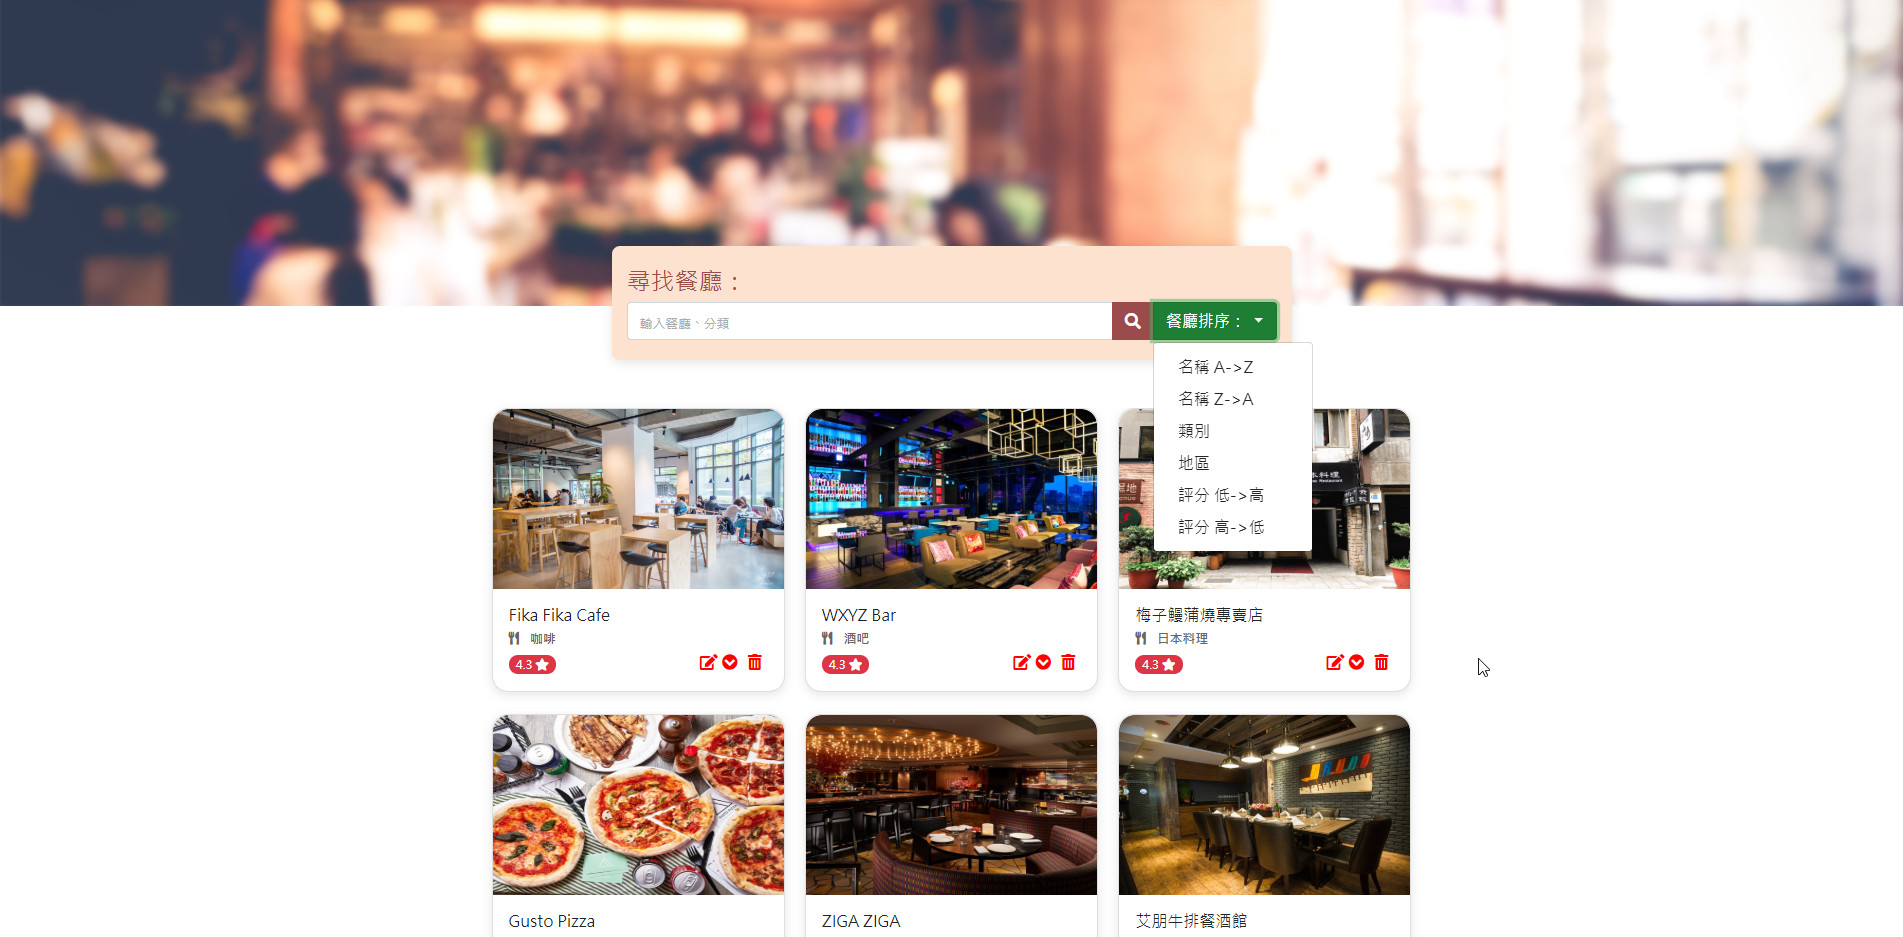 尋找餐廳：
輸入餐廳、分類
餐廳排序：
名稱 A->Z
名稱 Z->A
類別
地區
評分 低->高
評分 高->低
Fika Fika Cafe
咖啡
4.3
WXYZ Bar
酒吧
4.3
梅子鰻蒲燒專賣店
日本料理
4.3
Gusto Pizza
ZIGA ZIGA
艾朋牛排餐酒館